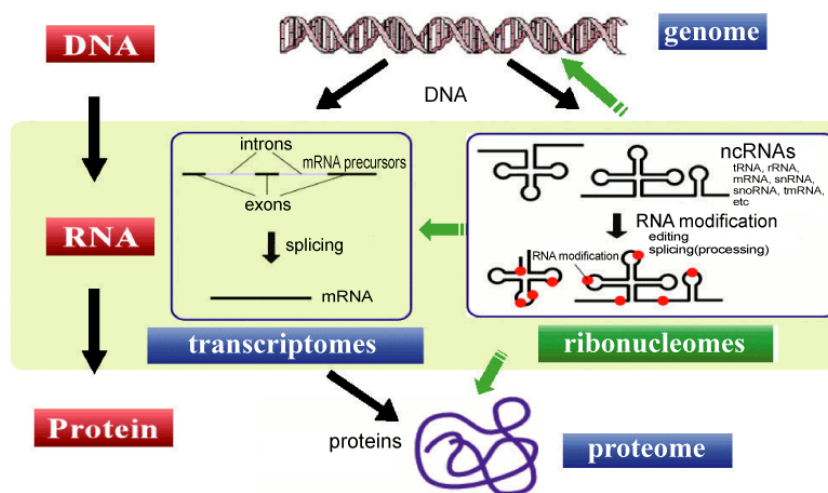 DNA
genome
DNA
introns
mRNA precursors
exons
splicing
mRNA
ncRNAs
tRNA, rRNA,
mRNA, snRNA,
snoRNA, tmRNA,
etc
RNA modification
editing
splicing(processing)
RNA modification
RNA
transcriptomes
ribonucleomes
Protein
proteins
proteome